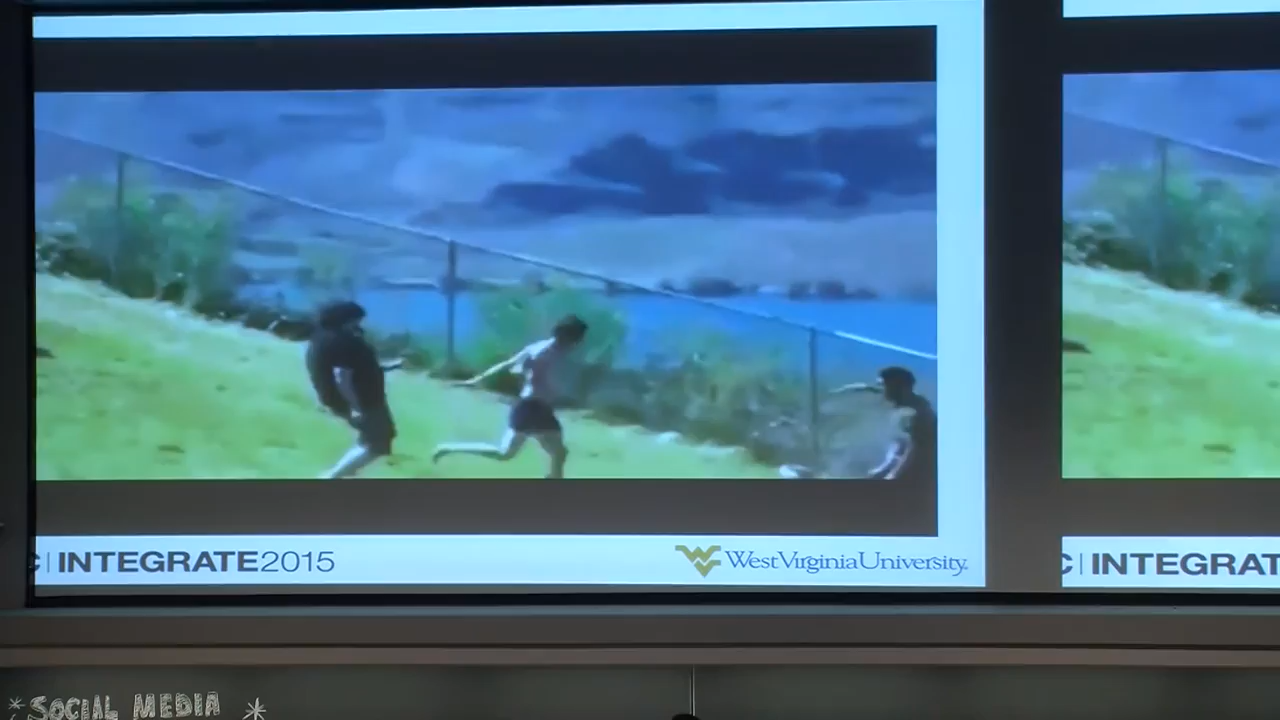 C | INTEGRATE2015
WestVirginiaUniversity.
C | INTEGRAT
* SOCIAL MEDIA *